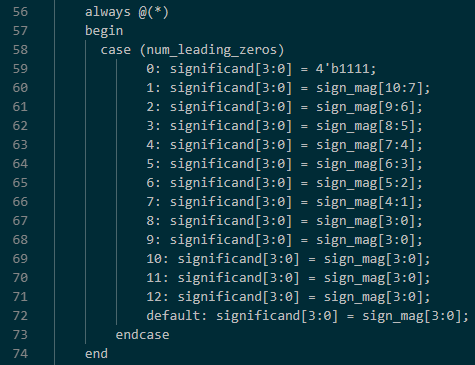 56 always @(*)
57 begin
58 case (num_leading_zeros)
59 0: significand[3:0] = 4'b1111;
60 1: significand[3:0] = sign_mag[10:7];
61 2: significand[3:0] = sign_mag[9:6];
62 3: significand[3:0] = sign_mag[8:5];
63 4: significand[3:0] = sign_mag[7:4];
64 5: significand[3:0] = sign_mag[6:3];
65 6: significand[3:0] = sign_mag[5:2];
66 7: significand[3:0] = sign_mag[4:1];
67 8: significand[3:0] = sign_mag[3:0];
68 9: significand[3:0] = sign_mag[3:0];
69 10: significand[3:0] = sign_mag[3:0];
70 11: significand[3:0] = sign_mag[3:0];
71 12: significand[3:0] = sign_mag[3:0];
72 default: significand[3:0] = sign_mag[3:0];
73 endcase
74 end